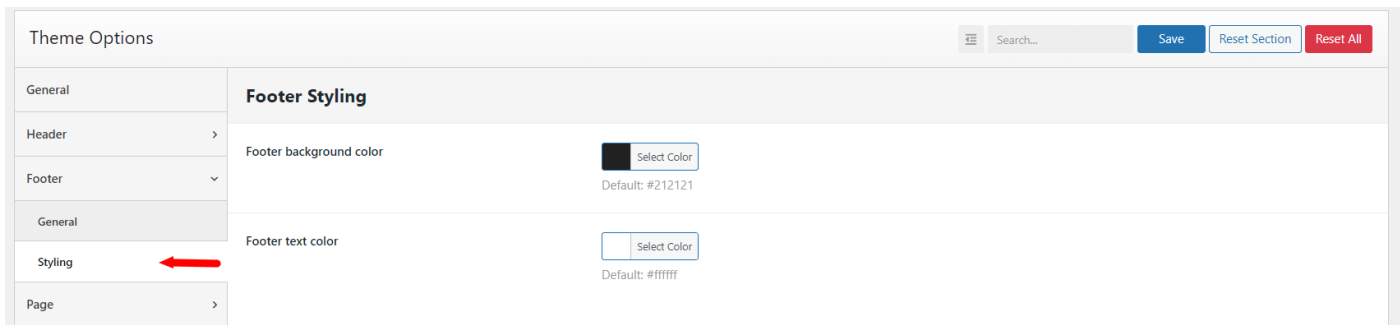 Theme Options
Search...
Save
Reset Section
Reset All
General
Header
Footer
General
Styling
Page
Footer Styling
Footer background color
Select Color
Default: #212121
Footer text color
Select Color
Default: #ffffff